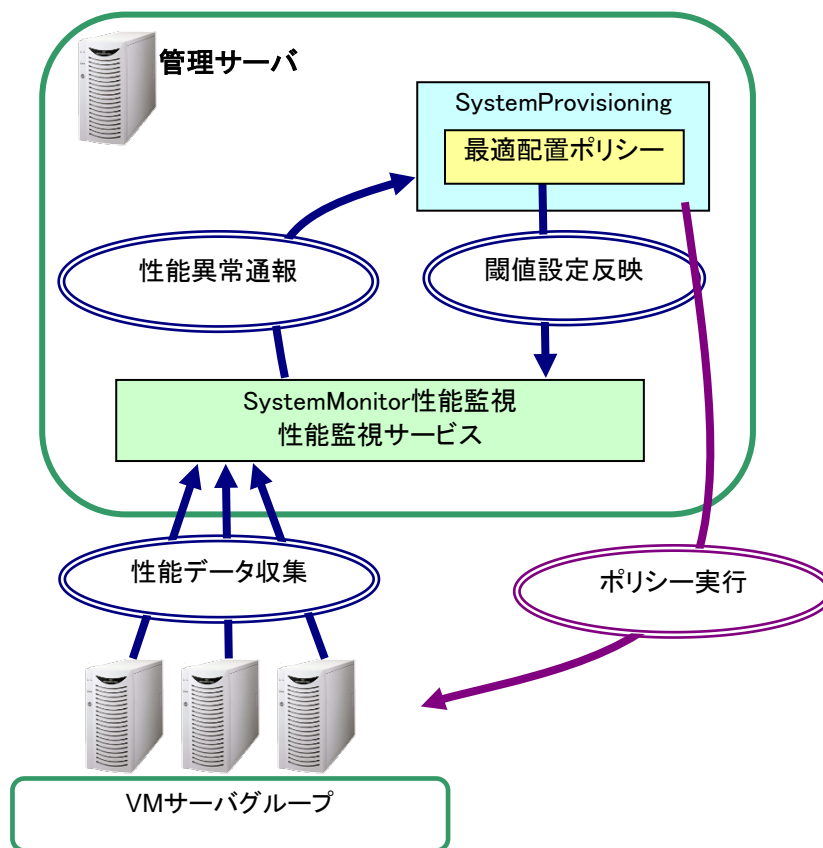 管理サーバ
SystemProvisioning
最適配置ポリシー
性能異常通報
閾値設定反映
SystemMonitor性能監視
性能監視サービス
性能データ収集
ポリシー実行
VMサーバグループ